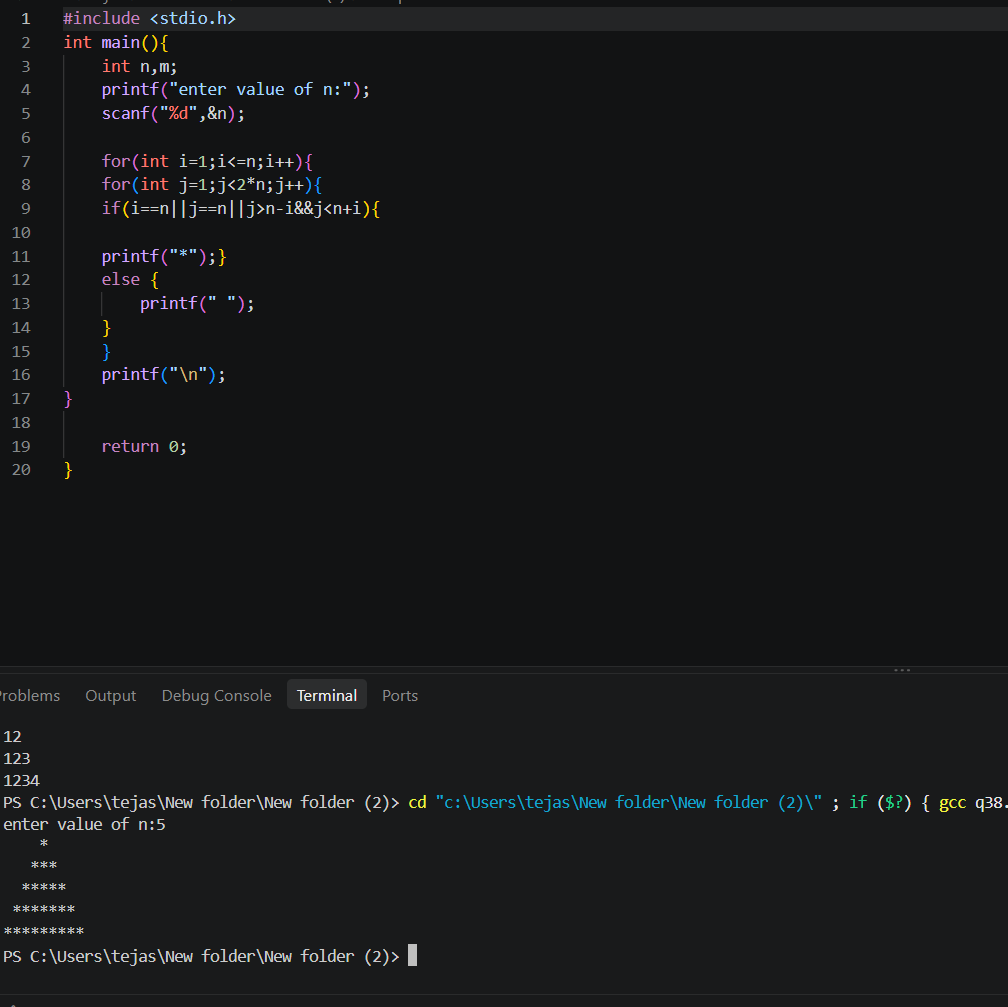 1 #include <stdio.h>
2 int main(){
3     int n,m;
4     printf("enter value of n:");
5     scanf("%d",&n);
6
7     for(int i=1;i<=n;i++){
8     for(int j=1;j<2*n;j++){
9     if(i==n||j==n||j>n-i&&j<n+i){
10
11     printf("*");}
12     else {
13         printf(" ");
14     }
15     }
16     printf("\n");
17 }
18
19     return 0;
20 }
Problems Output Debug Console Terminal Ports
12
123
1234
PS C:\Users\tejas\New folder\New folder (2)> cd "c:\Users\tejas\New folder\New folder (2)\" ; if ($?) { gcc q38.
enter value of n:5
    *
   ***
  *****
 *******
*********
PS C:\Users\tejas\New folder\New folder (2)>